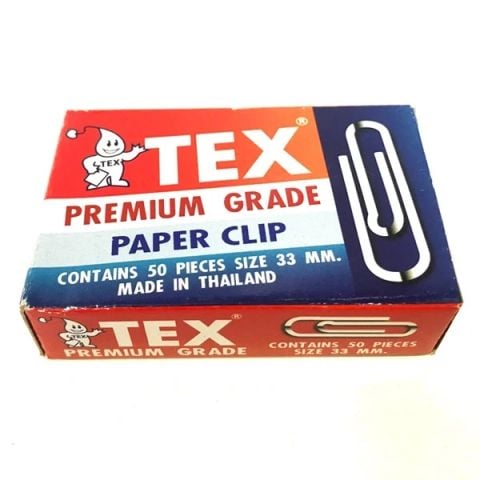 TEX
TEX®
PREMIUM GRADE
PAPER CLIP
CONTAINS 50 PIECES SIZE 33 MM.
MADE IN THAILAND
TEX
TEX®
PREMIUM GRADE
CONTAINS 50 PIECES
SIZE 33 MM.